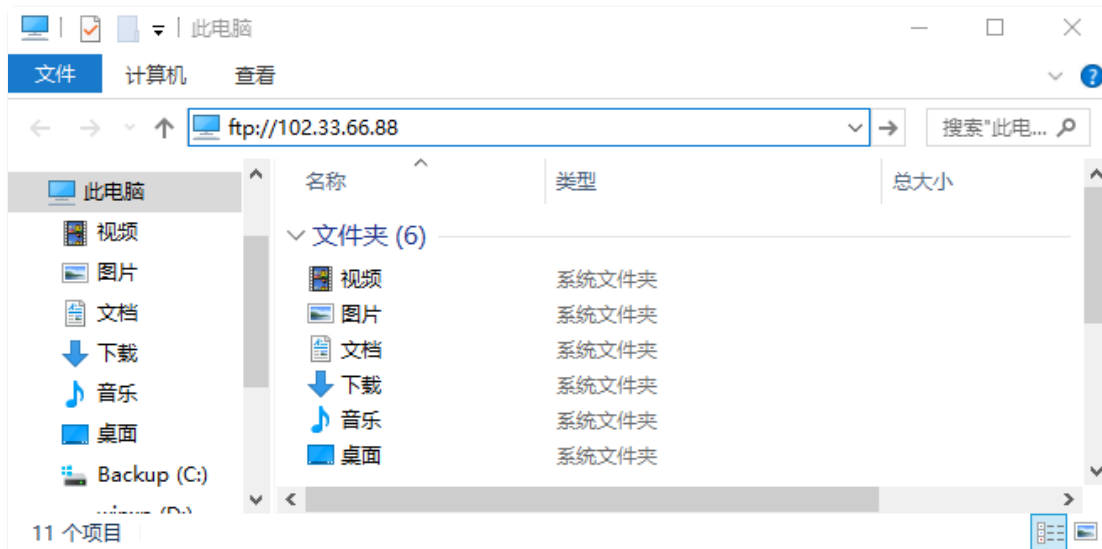 此电脑
文件 计算机 查看
ftp://102.33.66.88 搜索"此电...
此电脑
视频
图片
文档
下载
音乐
桌面
Backup (C:)
名称 类型 总大小
文件夹 (6)
视频 系统文件夹
图片 系统文件夹
文档 系统文件夹
下载 系统文件夹
音乐 系统文件夹
桌面 系统文件夹
11 个项目